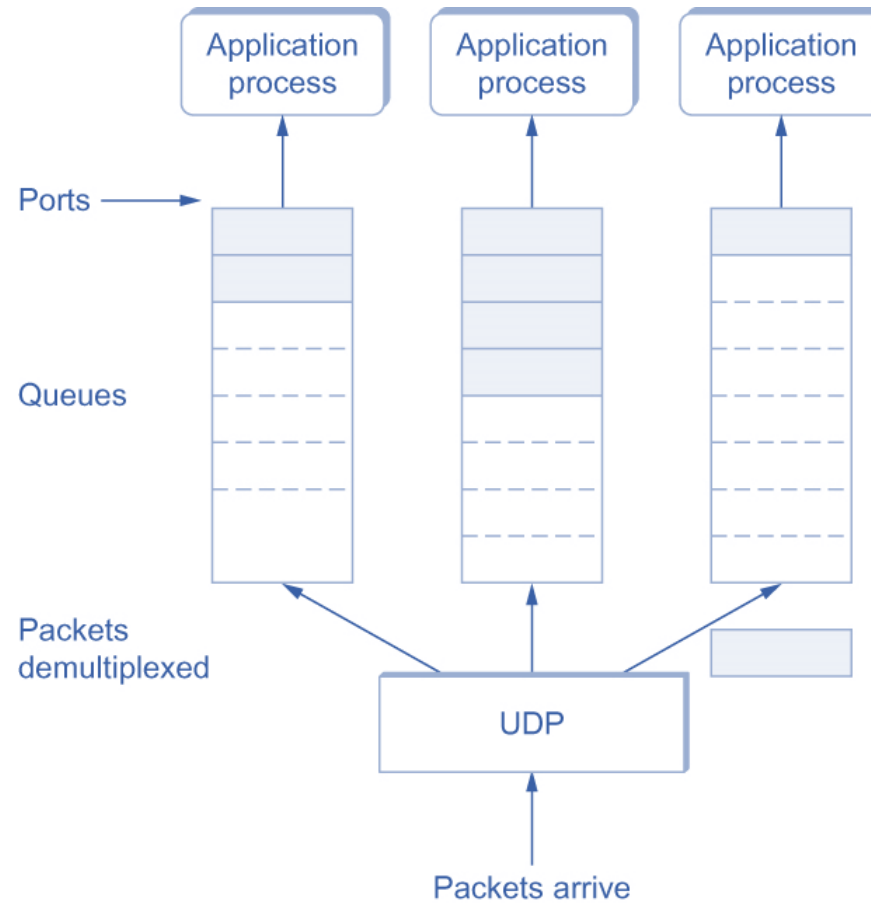 Application
process
Application
process
Application
process
Ports
Queues
Packets
demultiplexed
UDP
Packets arrive